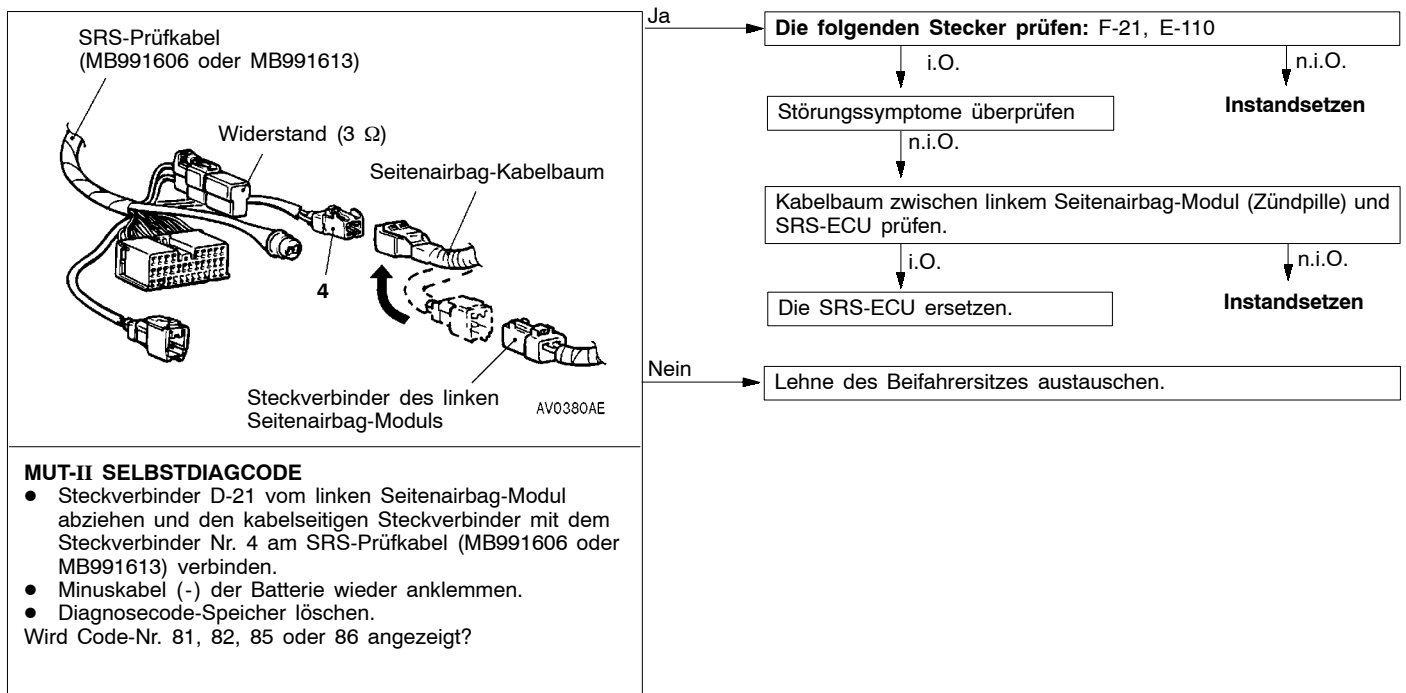 SRS-Prüfkabel
(MB991606 oder MB991613)
Widerstand (3 Ω)
Seitenairbag-Kabelbaum
4
Steckverbinder des linken
Seitenairbag-Moduls
AV0380AE
MUT-II SELBSTDIAGCODE
● Steckverbinder D-21 vom linken Seitenairbag-Modul
abziehen und den kabelseitigen Steckverbinder mit dem
Steckverbinder Nr. 4 am SRS-Prüfkabel (MB991606 oder
MB991613) verbinden.
● Minuskabel (-) der Batterie wieder anklemmen.
● Diagnosecode-Speicher löschen.
Wird Code-Nr. 81, 82, 85 oder 86 angezeigt?
Ja
Die folgenden Stecker prüfen: F-21, E-110
i.O.
n.i.O.
Störungssymptome überprüfen
Instandsetzen
n.i.O.
Kabelbaum zwischen linkem Seitenairbag-Modul (Zündpille) und
SRS-ECU prüfen.
i.O.
n.i.O.
Die SRS-ECU ersetzen.
Instandsetzen
Nein
Lehne des Beifahrersitzes austauschen.